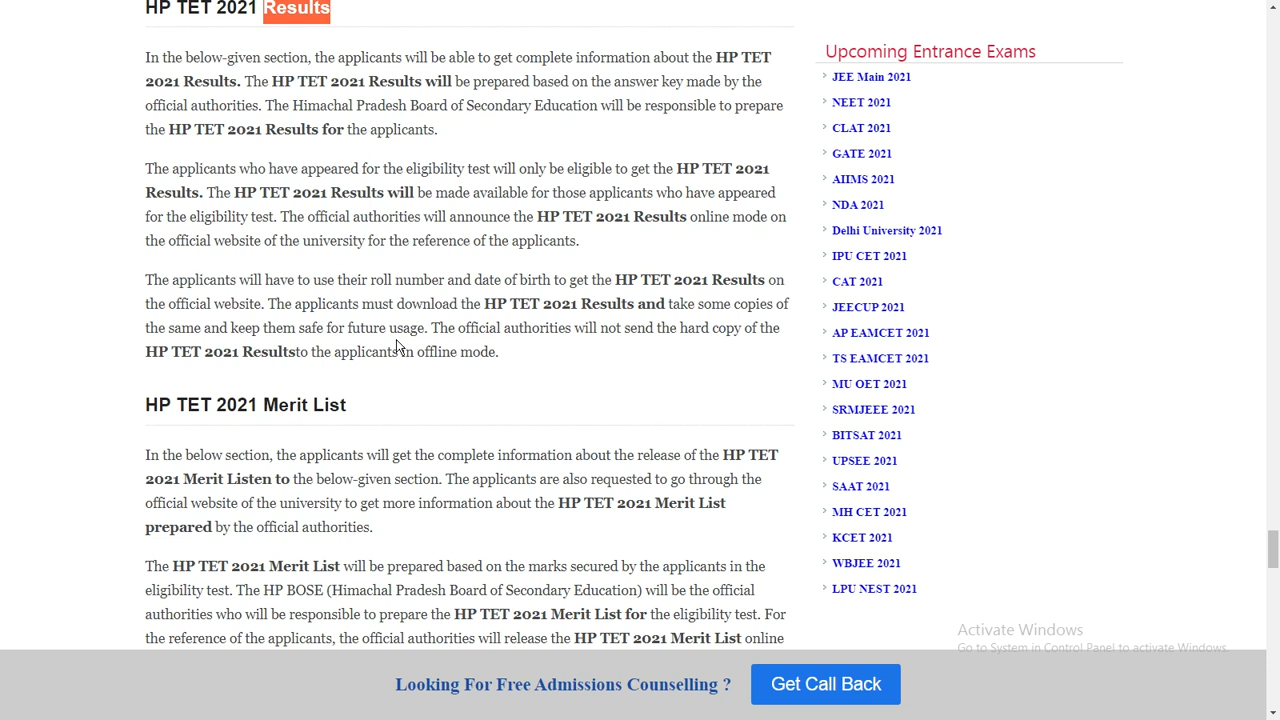 HP TET 2021 Results
In the below-given section, the applicants will be able to get complete information about the HP TET
2021 Results. The HP TET 2021 Results will be prepared based on the answer key made by the
official authorities. The Himachal Pradesh Board of Secondary Education will be responsible to prepare
the HP TET 2021 Results for the applicants.
The applicants who have appeared for the eligibility test will only be eligible to get the HP TET 2021
Results. The HP TET 2021 Results will be made available for those applicants who have appeared
for the eligibility test. The official authorities will announce the HP TET 2021 Results online mode on
the official website of the university for the reference of the applicants.
The applicants will have to use their roll number and date of birth to get the HP TET 2021 Results on
the official website. The applicants must download the HP TET 2021 Results and take some copies of
the same and keep them safe for future usage. The official authorities will not send the hard copy of the
HP TET 2021 Resultsto the applicants in offline mode.
HP TET 2021 Merit List
In the below section, the applicants will get the complete information about the release of the HP TET
2021 Merit Listen to the below-given section. The applicants are also requested to go through the
official website of the university to get more information about the HP TET 2021 Merit List
prepared by the official authorities.
The HP TET 2021 Merit List will be prepared based on the marks secured by the applicants in the
eligibility test. The HP BOSE (Himachal Pradesh Board of Secondary Education) will be the official
authorities who will be responsible to prepare the HP TET 2021 Merit List for the eligibility test. For
the reference of the applicants, the official authorities will release the HP TET 2021 Merit List online
Upcoming Entrance Exams
JEE Main 2021
NEET 2021
CLAT 2021
GATE 2021
AIIMS 2021
NDA 2021
Delhi University 2021
IPU CET 2021
CAT 2021
JEECUP 2021
AP EAMCET 2021
TS EAMCET 2021
MU OET 2021
SRMJEEE 2021
BITSAT 2021
UPSEE 2021
SAAT 2021
MH CET 2021
KCET 2021
WBJEE 2021
LPU NEST 2021
Activate Windows
Go to System in Control Panel to activate Windows.
Looking For Free Admissions Counselling ?
Get Call Back